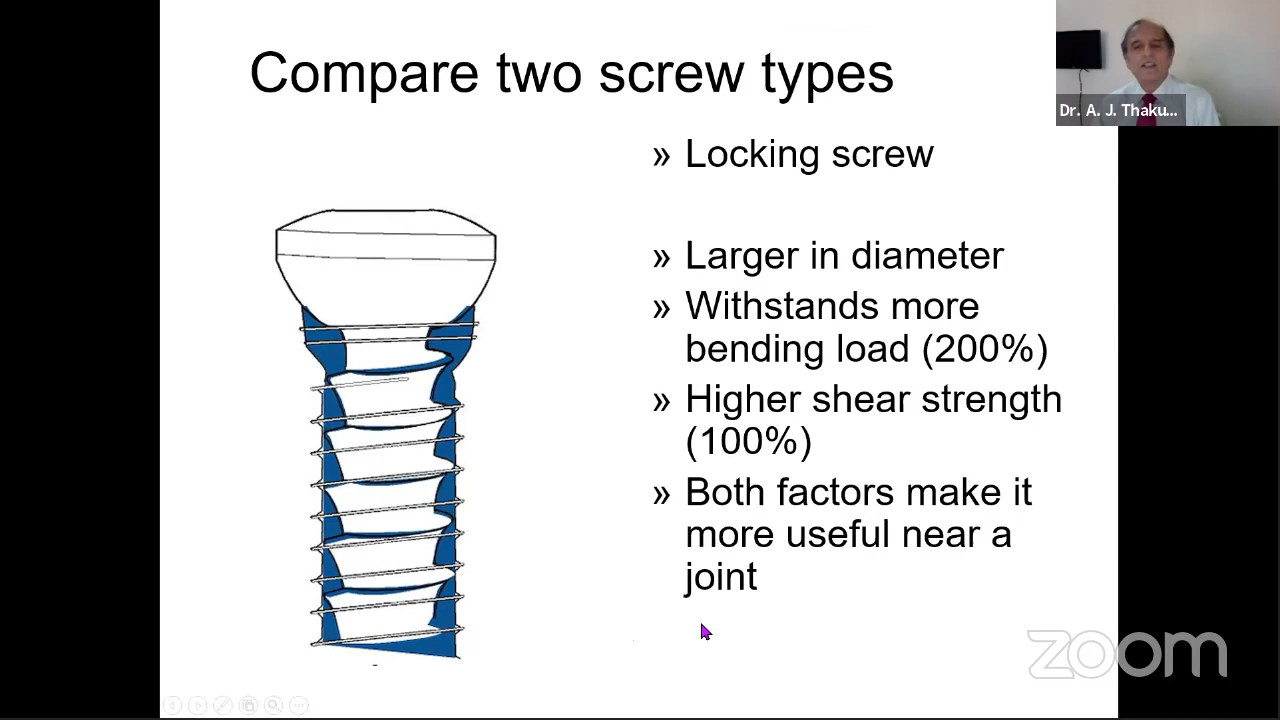 Compare two screw types
Dr. A. J. Thaku...
» Locking screw
» Larger in diameter
» Withstands more
bending load (200%)
» Higher shear strength
(100%)
» Both factors make it
more useful near a
joint
zoom